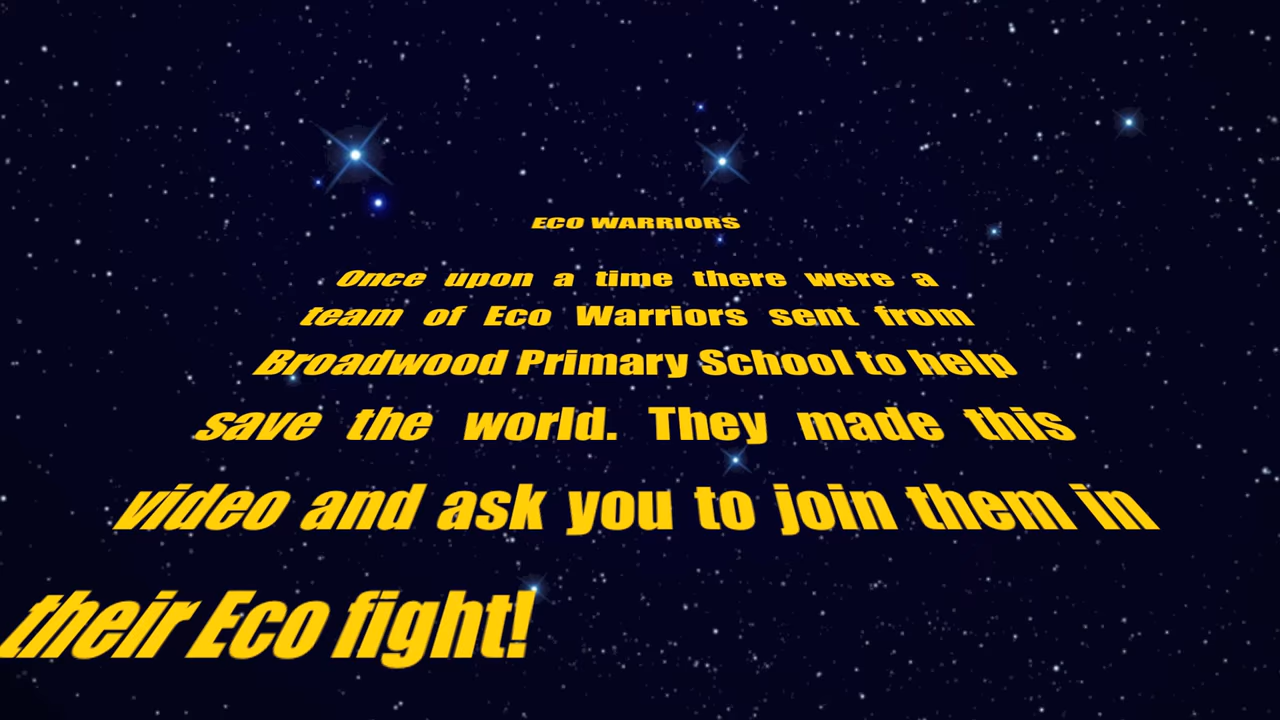 ECO WARRIORS
Once upon a time there were a
team of Eco Warriors sent from
Broadwood Primary School to help
save the world. They made this
video and ask you to join them in
their Eco fight!